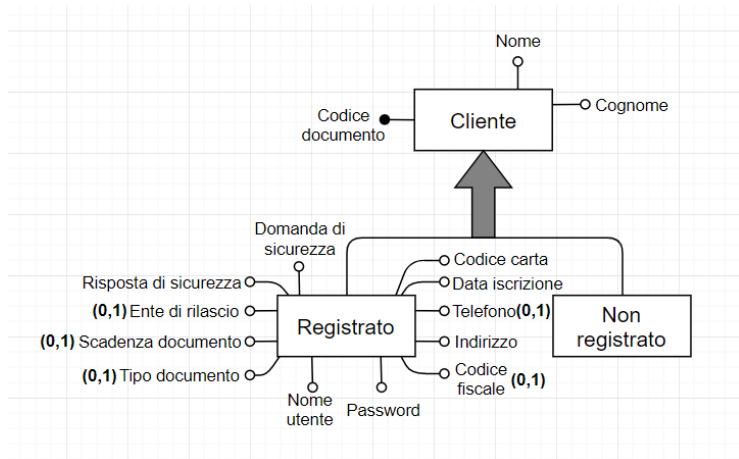 Nome
Codice
documento
Cliente
Cognome
Domanda di
sicurezza
Codice carta
Risposta di sicurezza
Data iscrizione
(0,1) Ente di rilascio
Telefono(0,1)
Registrato
Non
registrato
(0,1) Scadenza documento
Indirizzo
(0,1) Tipo documento
Codice
fiscale (0,1)
Nome
utente
Password